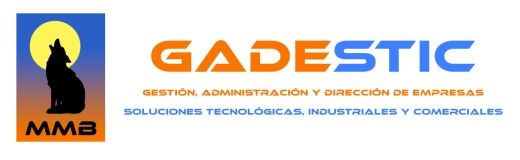 GADESTIC
GESTIÓN, ADMINISTRACIÓN Y DIRECCIÓN DE EMPRESAS
SOLUCIONES TECNOLÓGICAS, INDUSTRIALES Y COMERCIALES
MMB